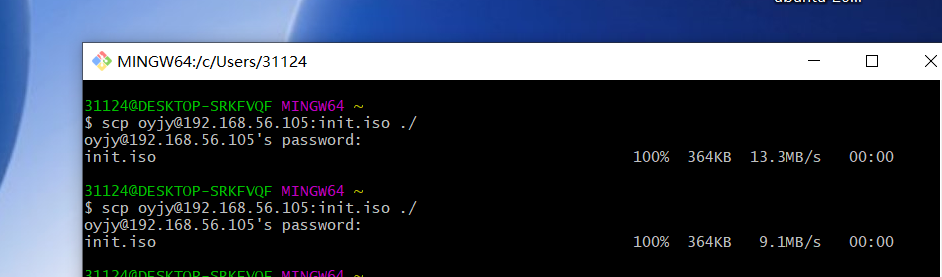 MINGW64:/c/Users/31124
31124@DESKTOP-SRKFVQF MINGW64 ~
$ scp oyjy@192.168.56.105:init.iso ./
oyjy@192.168.56.105's password:
init.iso 100% 364KB 13.3MB/s 00:00
31124@DESKTOP-SRKFVQF MINGW64 ~
$ scp oyjy@192.168.56.105:init.iso ./
oyjy@192.168.56.105's password:
init.iso 100% 364KB 9.1MB/s 00:00
31124@DESKTOP-SRKFVQF MINGW64 ~